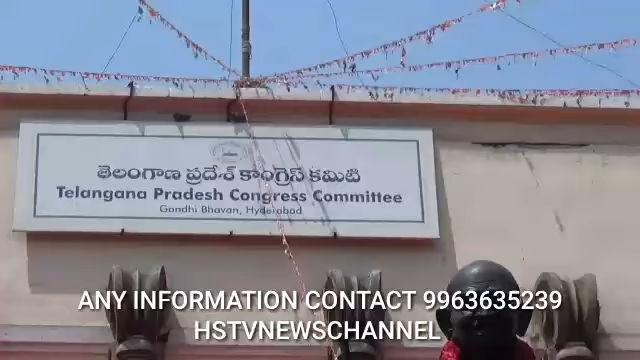 తెలంగాణ ప్రదేశ్ కాంగ్రెస్ కమిటి
Telangana Pradesh Congress Committee
Gandhi Bhavan, Hyderabad
ANY INFORMATION CONTACT 9963635239
HSTVNEWSCHANNEL